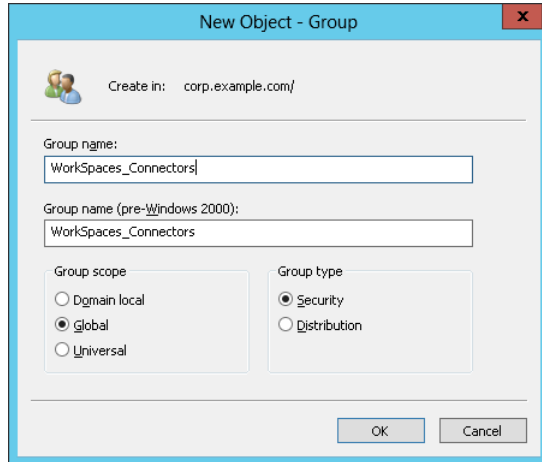 New Object - Group
x
Create in: corp.example.com/
Group name:
WorkSpaces_Connectors
Group name (pre-Windows 2000):
WorkSpaces_Connectors
Group scope
Domain local
Global
Universal
Group type
Security
Distribution
OK
Cancel